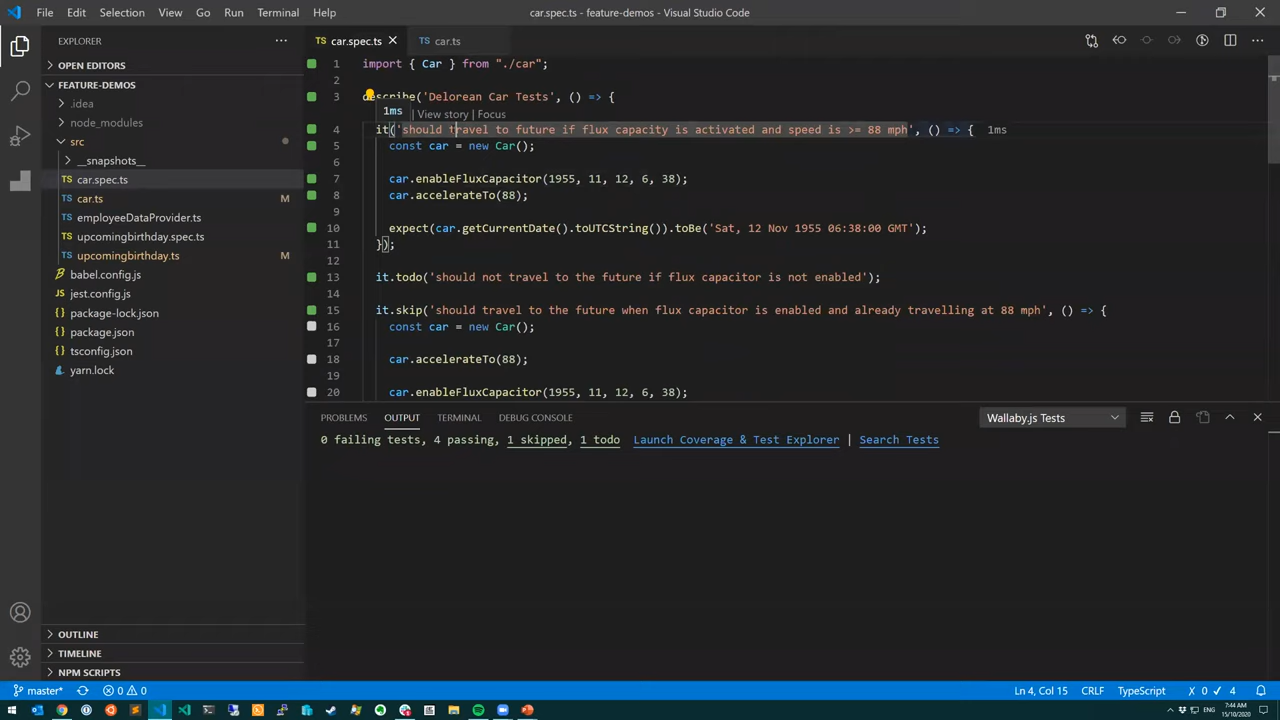 File Edit Selection View Go Run Terminal Help
car.spec.ts - feature-demos - Visual Studio Code
EXPLORER
OPEN EDITORS
FEATURE-DEMOS
.idea
node_modules
src
__snapshots__
car.spec.ts
car.ts M
employeeDataProvider.ts
upcomingbirthday.spec.ts
upcomingbirthday.ts M
babel.config.js
jest.config.js
package-lock.json
package.json
tsconfig.json
yarn.lock
OUTLINE
TIMELINE
NPM SCRIPTS
car.spec.ts car.ts
1 import { Car } from "./car";
2
3 describe('Delorean Car Tests', () => {
1ms | View story | Focus
4 it('should travel to future if flux capacity is activated and speed is >= 88 mph', () => { 1ms
5 const car = new Car();
6
7 car.enableFluxCapacitor(1955, 11, 12, 6, 38);
8 car.accelerateTo(88);
9
10 expect(car.getCurrentDate().toUTCString()).toBe('Sat, 12 Nov 1955 06:38:00 GMT');
11 });
12
13 it.todo('should not travel to the future if flux capacitor is not enabled');
14
15 it.skip('should travel to the future when flux capacitor is enabled and already travelling at 88 mph', () => {
16 const car = new Car();
17
18 car.accelerateTo(88);
19
20 car.enableFluxCapacitor(1955, 11, 12, 6, 38);
PROBLEMS OUTPUT TERMINAL DEBUG CONSOLE Wallaby.js Tests
0 failing tests, 4 passing, 1 skipped, 1 todo Launch Coverage & Test Explorer | Search Tests
master* 0 0 Ln 4, Col 15 CRLF TypeScript X 0 ✓ 4
ENG 7:44 AM
15/10/2020